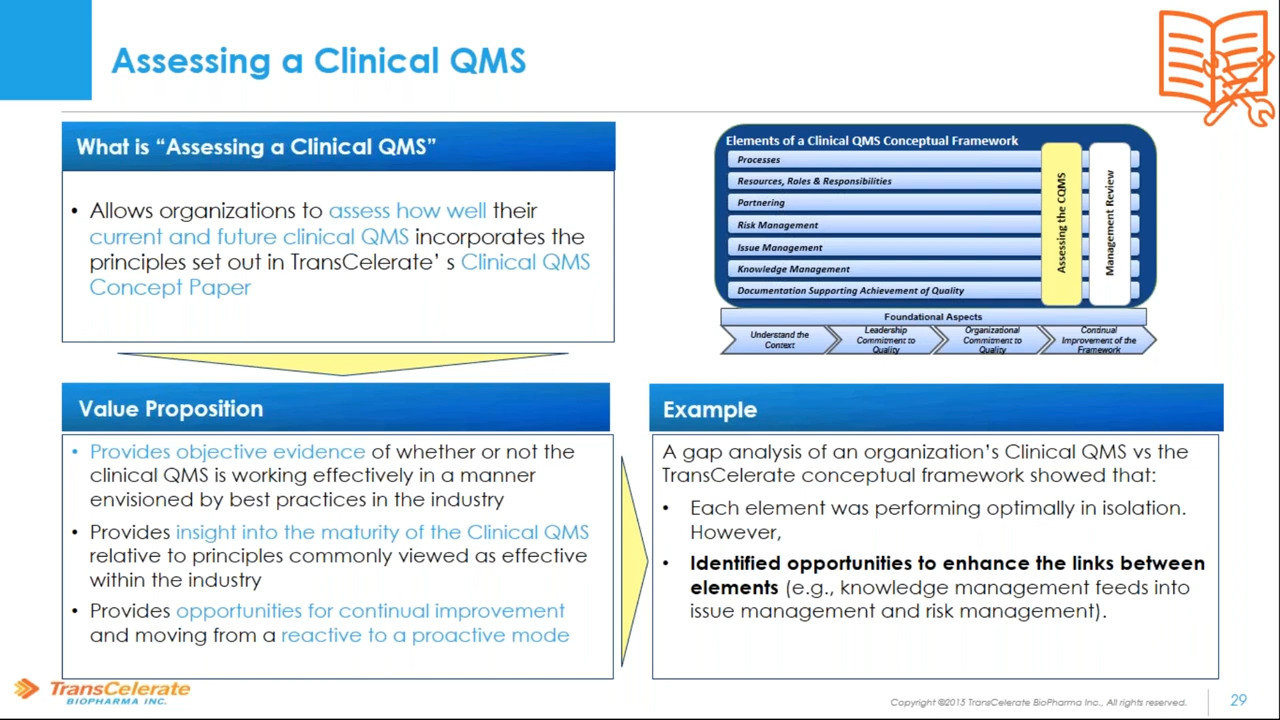 Assessing a Clinical QMS
What is “Assessing a Clinical QMS”
• Allows organizations to assess how well their
current and future clinical QMS incorporates the
principles set out in TransCelerate’ s Clinical QMS
Concept Paper
Elements of a Clinical QMS Conceptual Framework
Processes
Resources, Roles & Responsibilities
Partnering
Risk Management
Issue Management
Knowledge Management
Documentation Supporting Achievement of Quality
Assessing the CQMS
Management Review
Foundational Aspects
Understand the
Context
Leadership
Commitment to
Quality
Organizational
Commitment to
Quality
Continual
Improvement of the
Framework
Value Proposition
• Provides objective evidence of whether or not the
clinical QMS is working effectively in a manner
envisioned by best practices in the industry
• Provides insight into the maturity of the Clinical QMS
relative to principles commonly viewed as effective
within the industry
• Provides opportunities for continual improvement
and moving from a reactive to a proactive mode
Example
A gap analysis of an organization’s Clinical QMS vs the
TransCelerate conceptual framework showed that:
• Each element was performing optimally in isolation.
However,
• Identified opportunities to enhance the links between
elements (e.g., knowledge management feeds into
issue management and risk management).
TransCelerate
BIOPHARMA INC.
Copyright ©2015 TransCelerate BioPharma Inc., All rights reserved.
29